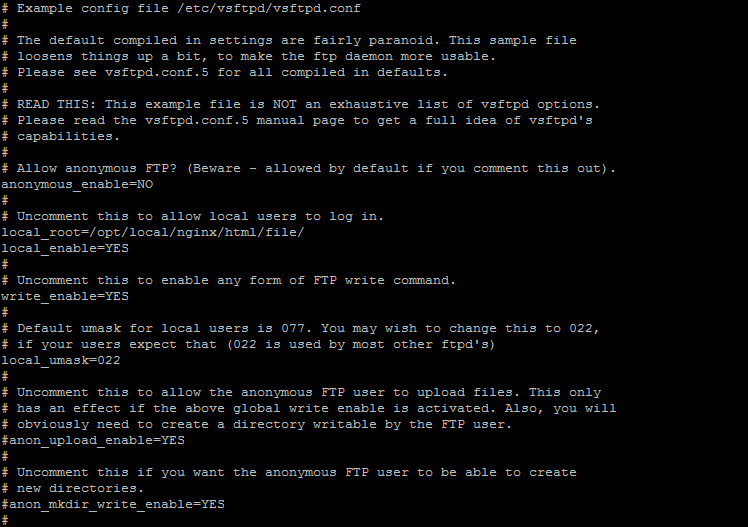 # Example config file /etc/vsftpd/vsftpd.conf
#
# The default compiled in settings are fairly paranoid. This sample file
# loosens things up a bit, to make the ftp daemon more usable.
# Please see vsftpd.conf.5 for all compiled in defaults.
#
# READ THIS: This example file is NOT an exhaustive list of vsftpd options.
# Please read the vsftpd.conf.5 manual page to get a full idea of vsftpd's
# capabilities.
#
# Allow anonymous FTP? (Beware - allowed by default if you comment this out).
anonymous_enable=NO
#
# Uncomment this to allow local users to log in.
local_root=/opt/local/nginx/html/file/
local_enable=YES
#
# Uncomment this to enable any form of FTP write command.
write_enable=YES
#
# Default umask for local users is 077. You may wish to change this to 022,
# if your users expect that (022 is used by most other ftpd's)
local_umask=022
#
# Uncomment this to allow the anonymous FTP user to upload files. This only
# has an effect if the above global write enable is activated. Also, you will
# obviously need to create a directory writable by the FTP user.
#anon_upload_enable=YES
#
# Uncomment this if you want the anonymous FTP user to be able to create
# new directories.
#anon_mkdir_write_enable=YES
#